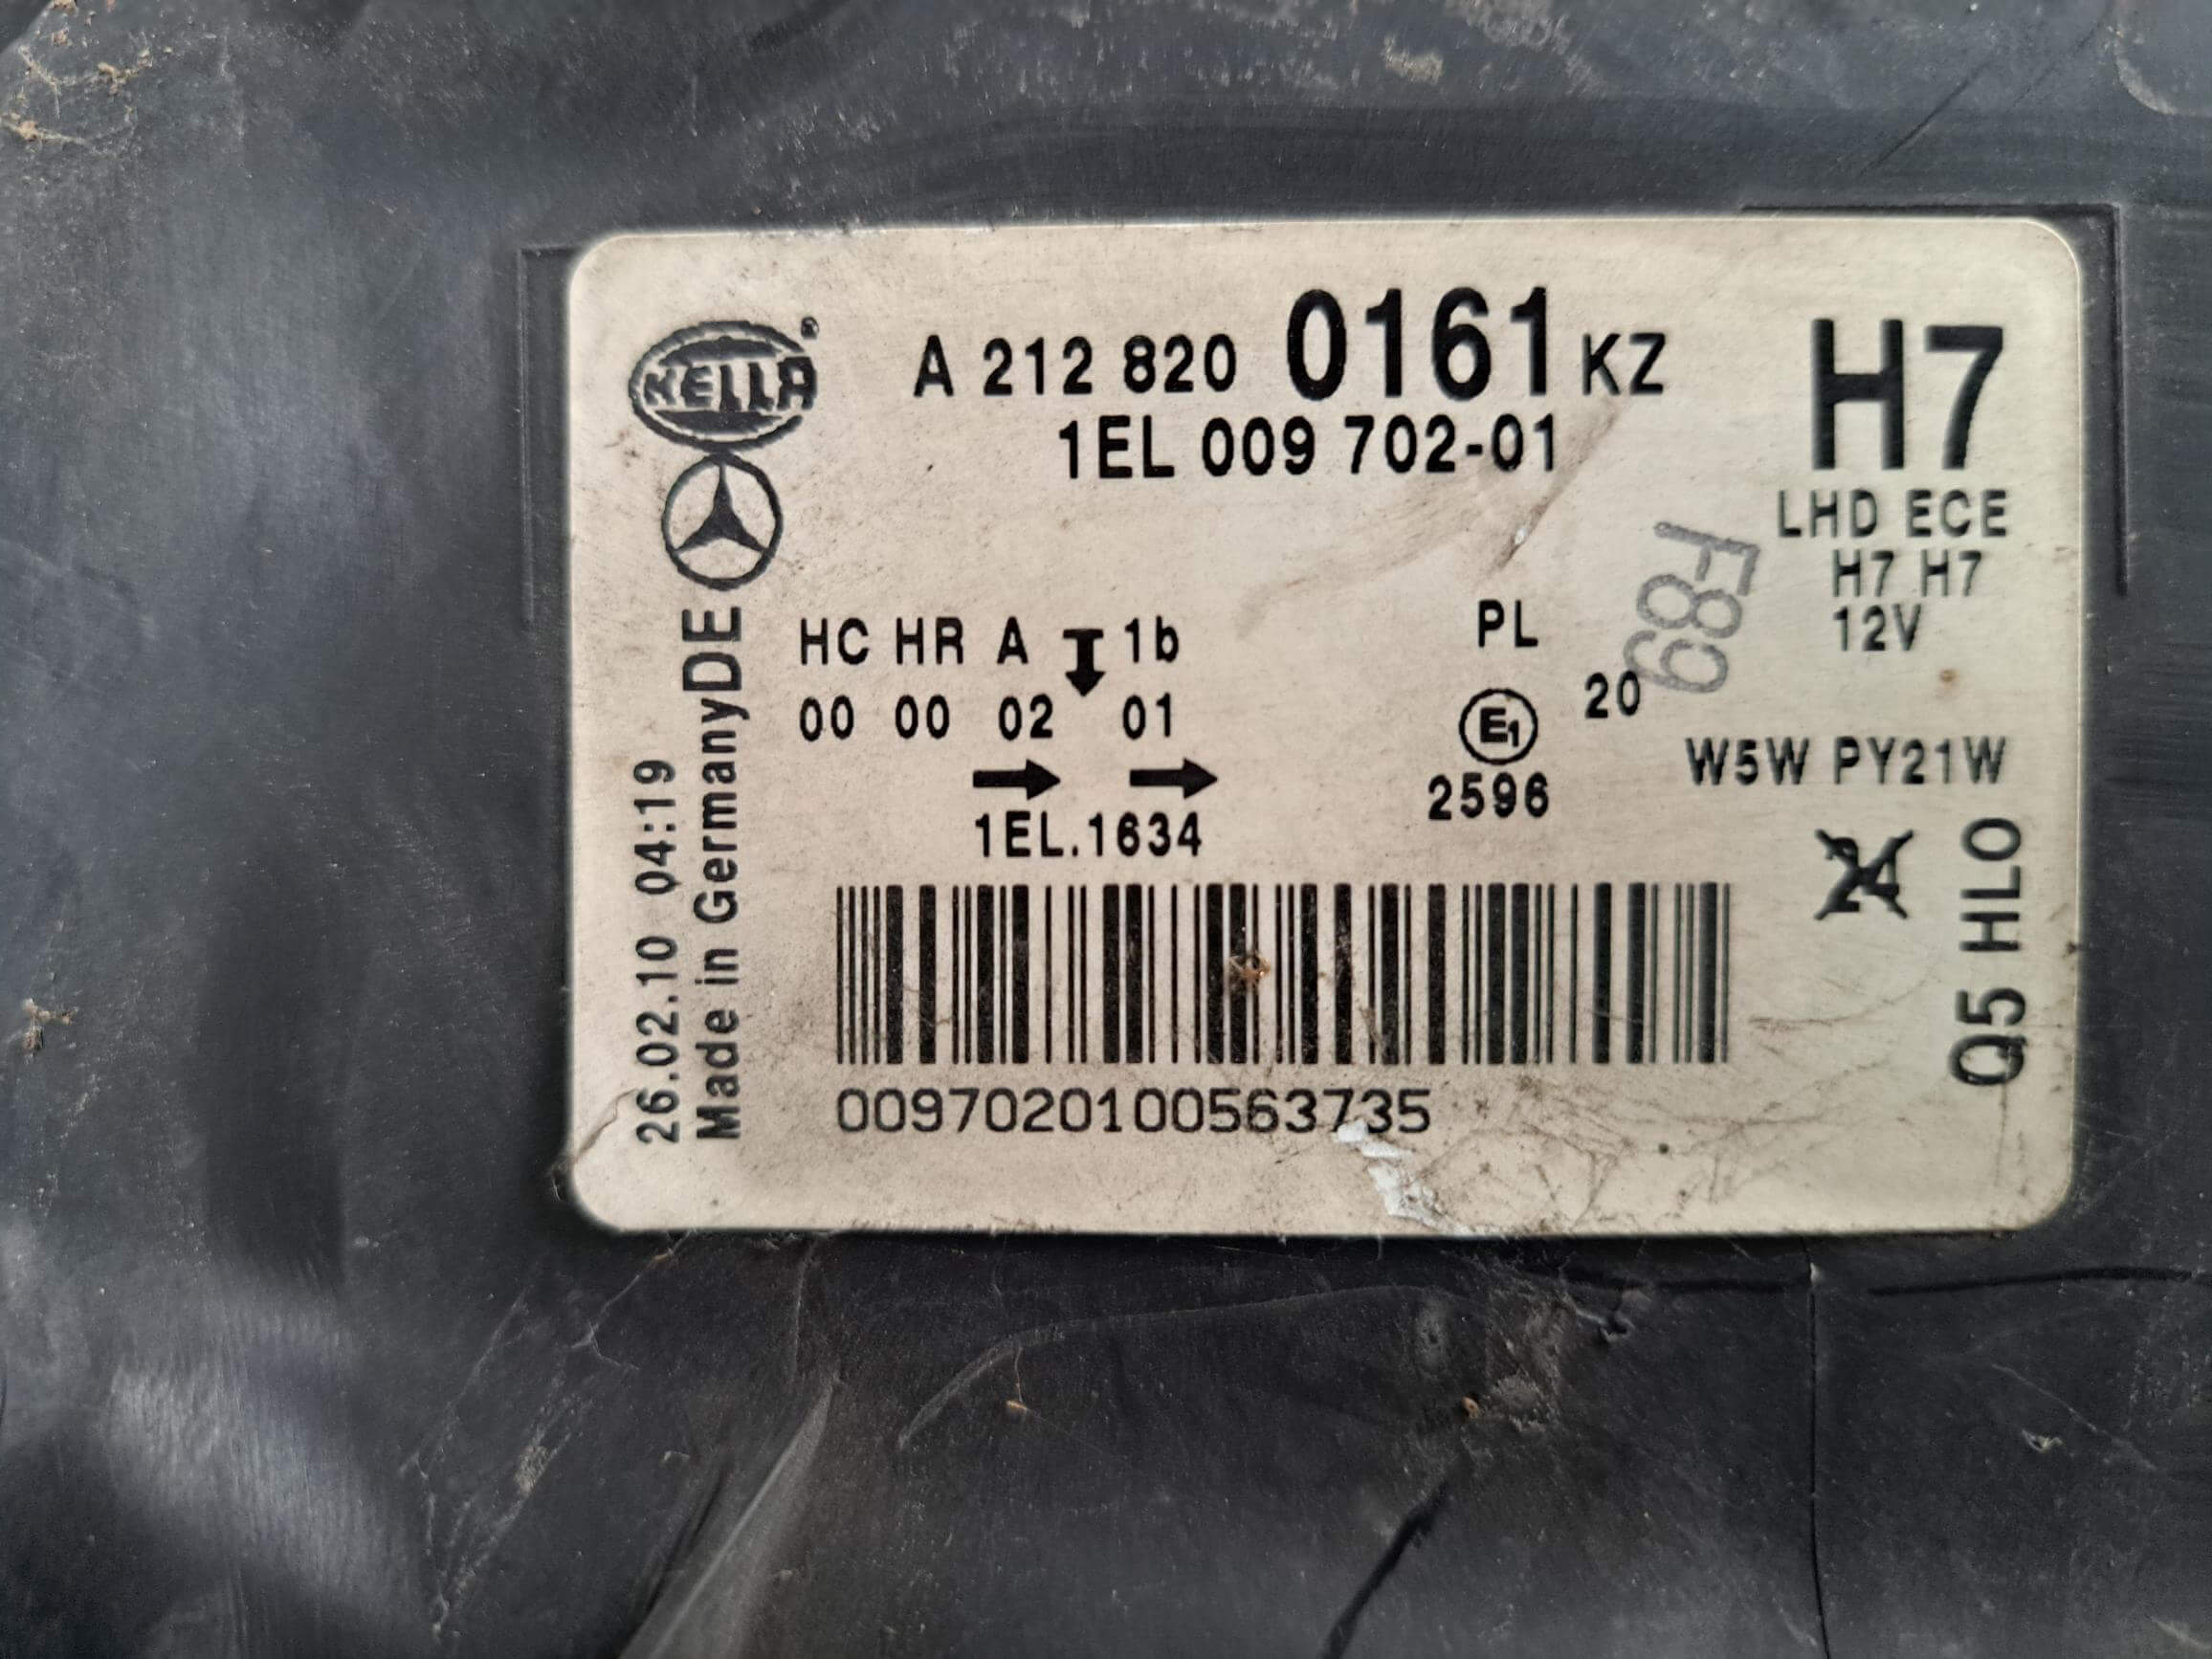 HELLA®
A 212 820 0161 KZ
1EL 009 702-01
H7
LHD ECE
H7 H7
12V
F89
HC HR A 1b
00 00 02 01
1EL.1634
PL
E1
20
2596
W5W PY21W
24
Q5 HLO
26.02.10 04:19
Made in Germany DE
0097020100563735